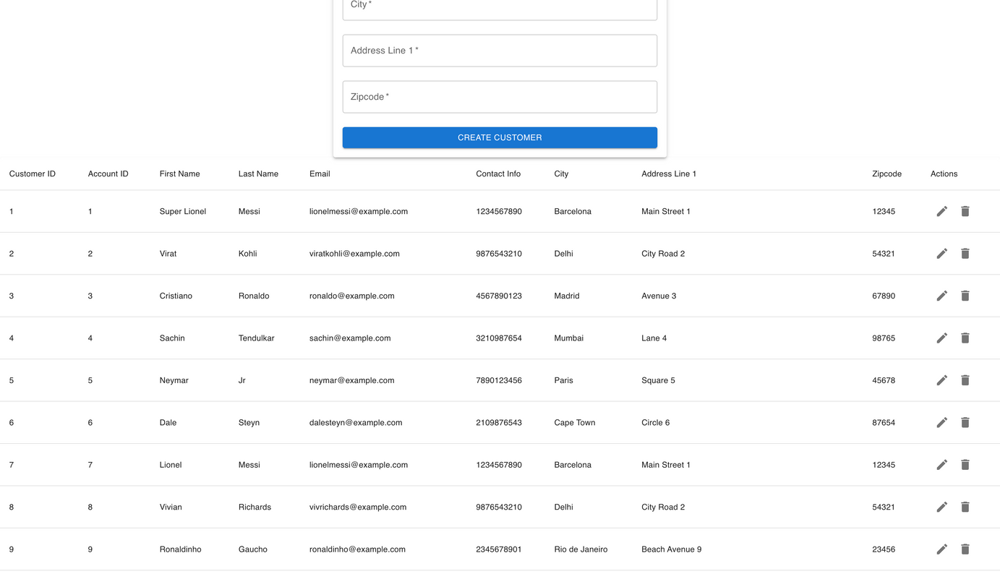 City *
Address Line 1 *
Zipcode *
CREATE CUSTOMER
Customer ID Account ID First Name Last Name Email Contact Info City Address Line 1 Zipcode Actions
1 1 Super Lionel Messi lionelmessi@example.com 1234567890 Barcelona Main Street 1 12345
2 2 Virat Kohli viratkohli@example.com 9876543210 Delhi City Road 2 54321
3 3 Cristiano Ronaldo ronaldo@example.com 4567890123 Madrid Avenue 3 67890
4 4 Sachin Tendulkar sachin@example.com 3210987654 Mumbai Lane 4 98765
5 5 Neymar Jr neymar@example.com 7890123456 Paris Square 5 45678
6 6 Dale Steyn dalesteyn@example.com 2109876543 Cape Town Circle 6 87654
7 7 Lionel Messi lionelmessi@example.com 1234567890 Barcelona Main Street 1 12345
8 8 Vivian Richards vivrichards@example.com 9876543210 Delhi City Road 2 54321
9 9 Ronaldinho Gaucho ronaldinho@example.com 2345678901 Rio de Janeiro Beach Avenue 9 23456